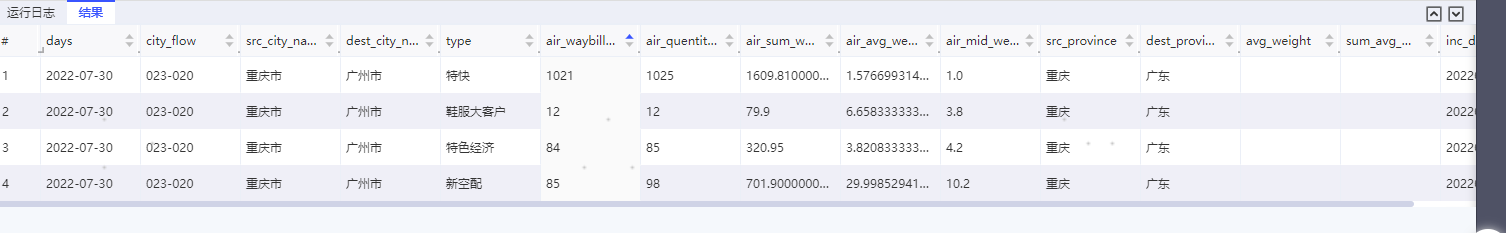 运行日志 结果
# days city_flow src_city_na... dest_city_n... type air_waybill... air_quentit... air_sum_w... air_avg_we... air_mid_we... src_province dest_provi... avg_weight sum_avg_... inc_d
1 2022-07-30 023-020 重庆市 广州市 特快 1021 1025 1609.810000... 1.576699314... 1.0 重庆 广东 2022
2 2022-07-30 023-020 重庆市 广州市 鞋服大客户 12 12 79.9 6.658333333... 3.8 重庆 广东 2022
3 2022-07-30 023-020 重庆市 广州市 特色经济 84 85 320.95 3.820833333... 4.2 重庆 广东 2022
4 2022-07-30 023-020 重庆市 广州市 新空配 85 98 701.9000000... 29.99852941... 10.2 重庆 广东 2022